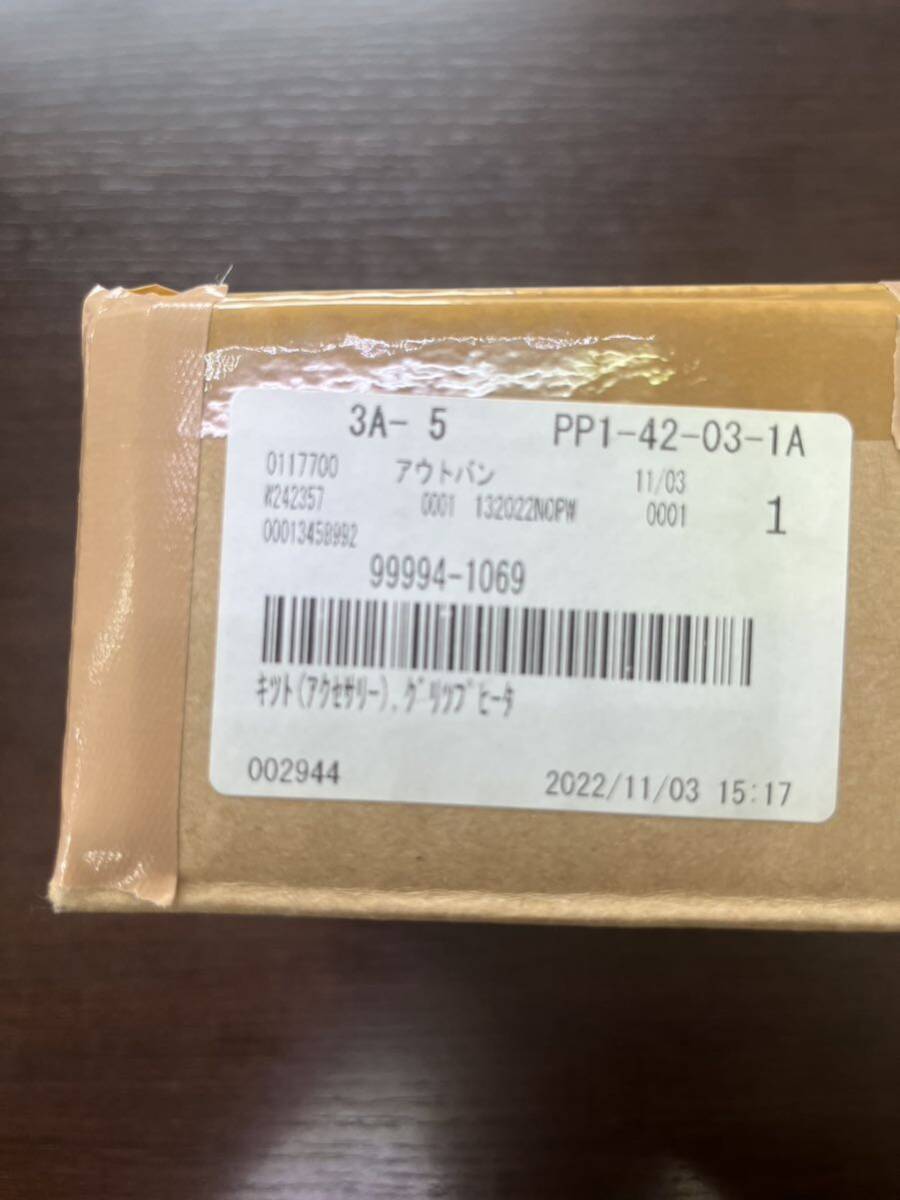 3A- 5 PP1-42-03-1A
0117700 アウトバン 11/03
K242357 0001 132022NOPW 0001 1
00013458992
99994-1069
ｷｯﾄ(ｱｸｾｻﾘｰ),ｸﾞﾘｯﾌﾟﾋｰﾀ
002944 2022/11/03 15:17